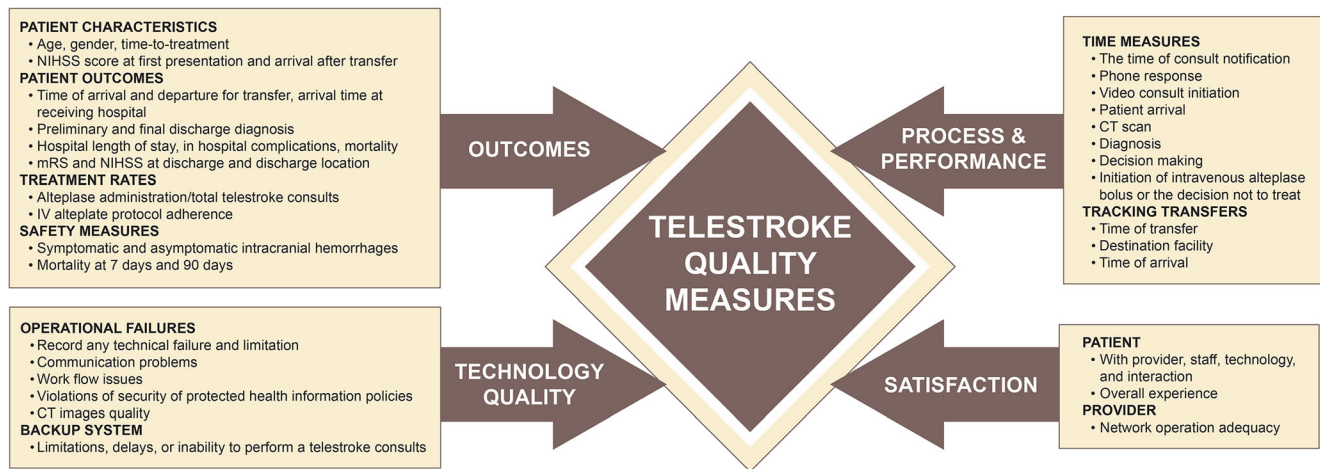 PATIENT CHARACTERISTICS
• Age, gender, time-to-treatment
• NIHSS score at first presentation and arrival after transfer
PATIENT OUTCOMES
• Time of arrival and departure for transfer, arrival time at
receiving hospital
• Preliminary and final discharge diagnosis
• Hospital length of stay, in hospital complications, mortality
• mRS and NIHSS at discharge and discharge location
TREATMENT RATES
• Alteplase administration/total telestroke consults
• IV alteplate protocol adherence
SAFETY MEASURES
• Symptomatic and asymptomatic intracranial hemorrhages
• Mortality at 7 days and 90 days
OUTCOMES
OPERATIONAL FAILURES
• Record any technical failure and limitation
• Communication problems
• Work flow issues
• Violations of security of protected health information policies
• CT images quality
BACKUP SYSTEM
• Limitations, delays, or inability to perform a telestroke consults
TECHNOLOGY
QUALITY
TELESTROKE
QUALITY
MEASURES
PROCESS &
PERFORMANCE
TIME MEASURES
• The time of consult notification
• Phone response
• Video consult initiation
• Patient arrival
• CT scan
• Diagnosis
• Decision making
• Initiation of intravenous alteplase
bolus or the decision not to treat
TRACKING TRANSFERS
• Time of transfer
• Destination facility
• Time of arrival
SATISFACTION
PATIENT
• With provider, staff, technology,
and interaction
• Overall experience
PROVIDER
• Network operation adequacy